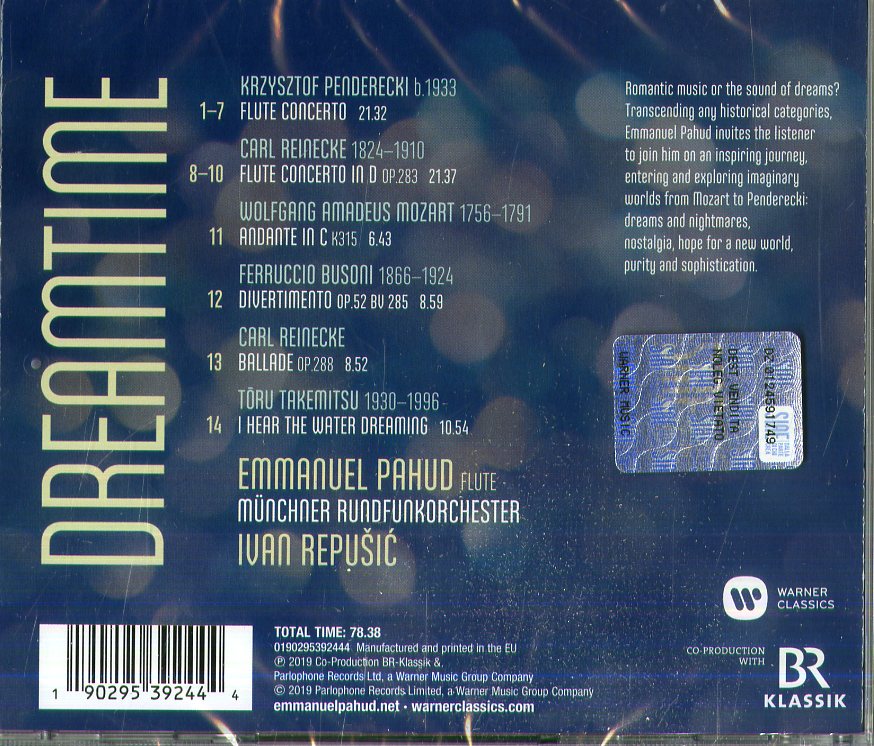 DREAMTIME
KRZYSZTOF PENDERECKI b.1933
1–7 FLUTE CONCERTO 21.32
CARL REINECKE 1824–1910
8–10 FLUTE CONCERTO IN D OP.283 21.37
WOLFGANG AMADEUS MOZART 1756–1791
11 ANDANTE IN C K315 6.43
FERRUCCIO BUSONI 1866–1924
12 DIVERTIMENTO OP.52 BV 285 8.59
CARL REINECKE
13 BALLADE OP.288 8.52
TŌRU TAKEMITSU 1930–1996
14 I HEAR THE WATER DREAMING 10.54
EMMANUEL PAHUD FLUTE
MÜNCHNER RUNDFUNKORCHESTER
IVAN REPUŠIĆ
Romantic music or the sound of dreams?
Transcending any historical categories,
Emmanuel Pahud invites the listener
to join him on an inspiring journey,
entering and exploring imaginary
worlds from Mozart to Penderecki:
dreams and nightmares,
nostalgia, hope for a new world,
purity and sophistication.
02 0124591749
DEST VENDITA
NOLEG VIETATO
WARNER MUSIC
SIAE
WARNER
CLASSICS
CO-PRODUCTION
WITH
BR
KLASSIK
1 90295 39244 4
TOTAL TIME: 78.38
0190295392444 Manufactured and printed in the EU
℗ 2019 Co-Production BR-Klassik &
Parlophone Records Ltd, a Warner Music Group Company
© 2019 Parlophone Records Limited, a Warner Music Group Company
emmanuelpahud.net · warnerclassics.com